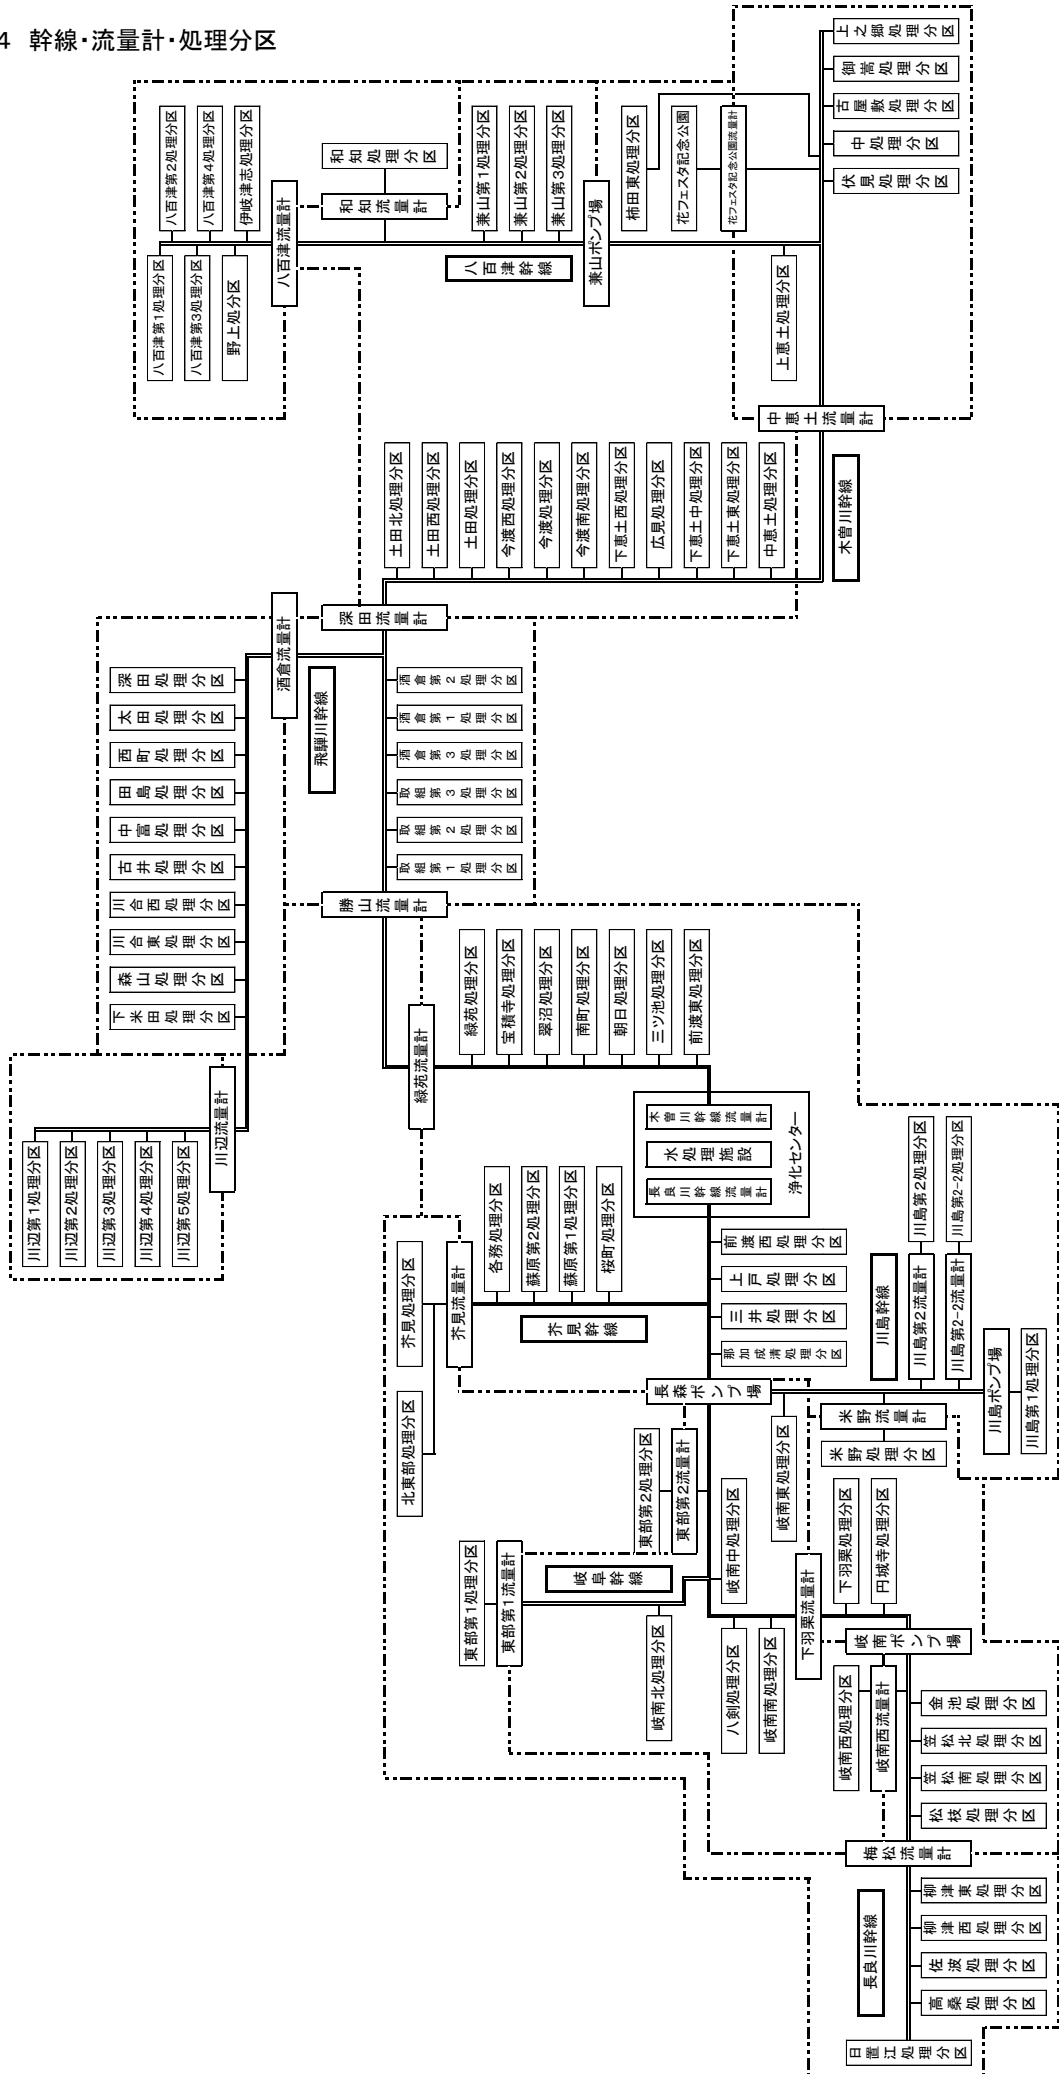 4 幹線・流量計・処理分区
上之郷処理分区
御嵩処理分区
古屋敷処理分区
中処理分区
伏見処理分区
柿田東処理分区
花フェスタ記念公園
花フェスタ記念公園流量計
八百津第2処理分区
八百津第4処理分区
伊岐津志処理分区
和知処理分区
和知流量計
兼山第1処理分区
兼山第2処理分区
兼山第3処理分区
八百津流量計
兼山ポンプ場
八百津幹線
八百津第1処理分区
八百津第3処理分区
野上処分区
上恵土処理分区
中恵土流量計
木曽川幹線
土田北処理分区
土田西処理分区
土田処理分区
今渡西処理分区
今渡処理分区
今渡南処理分区
下恵土西処理分区
広見処理分区
下恵土中処理分区
下恵土東処理分区
中恵土処理分区
深田流量計
酒倉流量計
飛騨川幹線
深田処理分区
太田処理分区
西町処理分区
田島処理分区
中富処理分区
古井処理分区
川合西処理分区
川合東処理分区
森山処理分区
下米田処理分区
酒倉第2処理分区
酒倉第1処理分区
酒倉第3処理分区
取組第3処理分区
取組第2処理分区
取組第1処理分区
勝山流量計
川辺流量計
川辺第1処理分区
川辺第2処理分区
川辺第3処理分区
川辺第4処理分区
川辺第5処理分区
緑苑流量計
緑苑処理分区
宝積寺処理分区
翠沼処理分区
南町処理分区
朝日処理分区
三ツ池処理分区
前渡東処理分区
木曽川幹線流量計
水処理施設
長良川幹線流量計
浄化センター
各務処理分区
蘇原第2処理分区
蘇原第1処理分区
桜町処理分区
芥見処理分区
芥見流量計
芥見幹線
北東部処理分区
前渡西処理分区
上戸処理分区
三井処理分区
那加成清処理分区
長森ポンプ場
川島幹線
川島第2処理分区
川島第2-2処理分区
川島第2流量計
川島第2-2流量計
川島ポンプ場
川島第1処理分区
米野流量計
米野処理分区
岐南東処理分区
東部第2処理分区
東部第2流量計
東部第1処理分区
東部第1流量計
岐阜幹線
岐南北処理分区
岐南中処理分区
八剣処理分区
岐南南処理分区
下羽栗流量計
下羽栗処理分区
円城寺処理分区
岐南ポンプ場
岐南西処理分区
岐南西流量計
金池処理分区
笠松北処理分区
笠松南処理分区
松枝処理分区
梅松流量計
長良川幹線
柳津東処理分区
柳津西処理分区
佐波処理分区
高桑処理分区
日置江処理分区